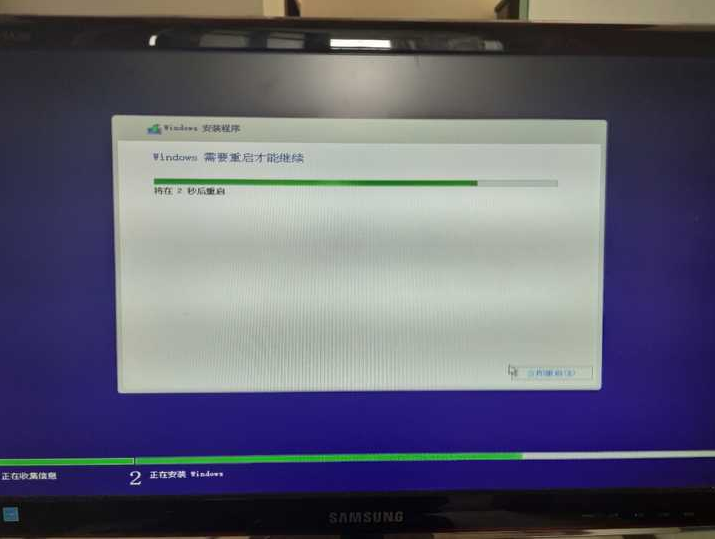 Windows 安装程序
Windows 需要重启才能继续
将在 2 秒后重启
立即重启(R)
正在收集信息
2 正在安装 Windows
SAMSUNG